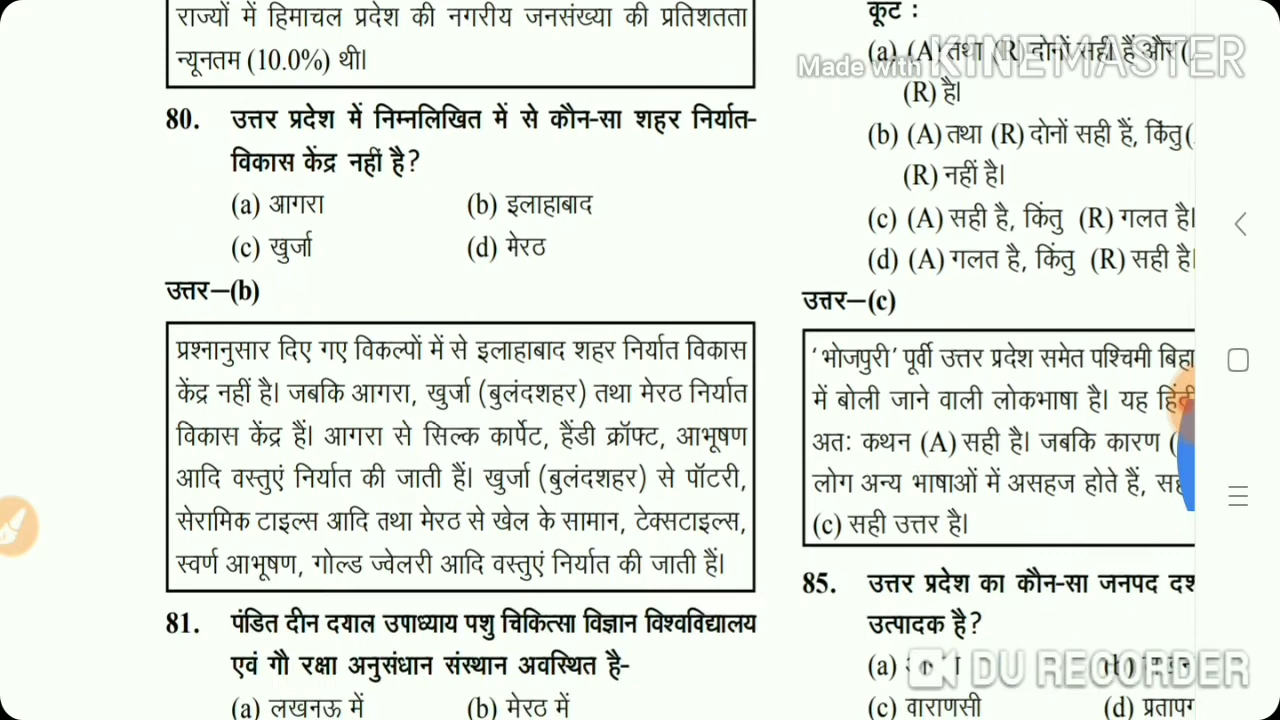 राज्यों में हिमाचल प्रदेश की नगरीय जनसंख्या की प्रतिशतता
न्यूनतम (10.0%) थी।
80. उत्तर प्रदेश में निम्नलिखित में से कौन-सा शहर निर्यात-
विकास केंद्र नहीं है?
(a) आगरा (b) इलाहाबाद
(c) खुर्जा (d) मेरठ
उत्तर—(b)
प्रश्नानुसार दिए गए विकल्पों में से इलाहाबाद शहर निर्यात विकास
केंद्र नहीं है। जबकि आगरा, खुर्जा (बुलंदशहर) तथा मेरठ निर्यात
विकास केंद्र हैं। आगरा से सिल्क कार्पेट, हैंडी क्रॉफ्ट, आभूषण
आदि वस्तुएं निर्यात की जाती हैं। खुर्जा (बुलंदशहर) से पॉटरी,
सेरामिक टाइल्स आदि तथा मेरठ से खेल के सामान, टेक्सटाइल्स,
स्वर्ण आभूषण, गोल्ड ज्वेलरी आदि वस्तुएं निर्यात की जाती हैं।
81. पंडित दीन दयाल उपाध्याय पशु चिकित्सा विज्ञान विश्वविद्यालय
एवं गौ रक्षा अनुसंधान संस्थान अवस्थित है-
(a) लखनऊ में (b) मेरठ में
कूट :
(a) (A) तथा (R) दोनों सही हैं और (
(R) है।
(b) (A) तथा (R) दोनों सही हैं, किंतु (
(R) नहीं है।
(c) (A) सही है, किंतु (R) गलत है।
(d) (A) गलत है, किंतु (R) सही है।
उत्तर—(c)
'भोजपुरी' पूर्वी उत्तर प्रदेश समेत पश्चिमी
में बोली जाने वाली लोकभाषा है। यह
अतः कथन (A) सही है। जबकि कारण (
लोग अन्य भाषाओं में असहज होते हैं,
(c) सही उत्तर है।
85. उत्तर प्रदेश का कौन-सा जनपद
उत्पादक है?
(a) (b)
(c) वाराणसी (d)
Made with KINEMASTER
DU RECORDER